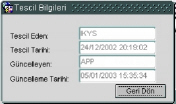 Tescil Bilgileri
Tescil Eden: IKYS
Tescil Tarihi: 24/12/2002 20:19:02
Güncelleyen: APP
Güncelleme Tarihi: 05/01/2003 15:35:34
Geri Dön